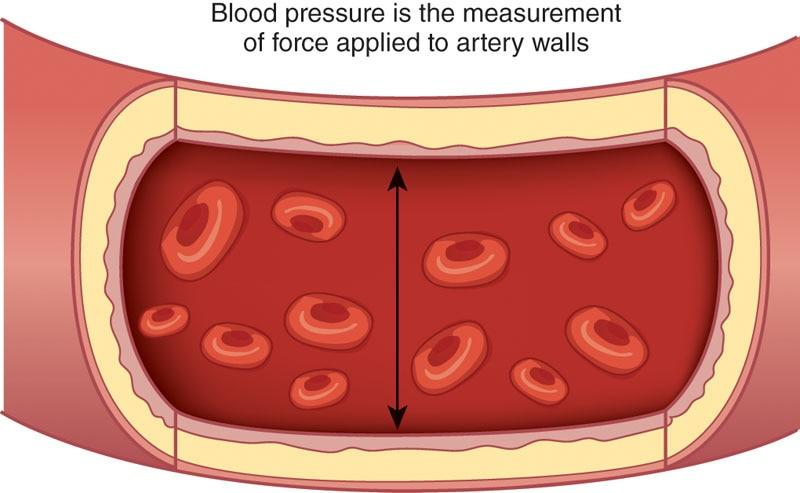 Blood pressure is the measurement
of force applied to artery walls